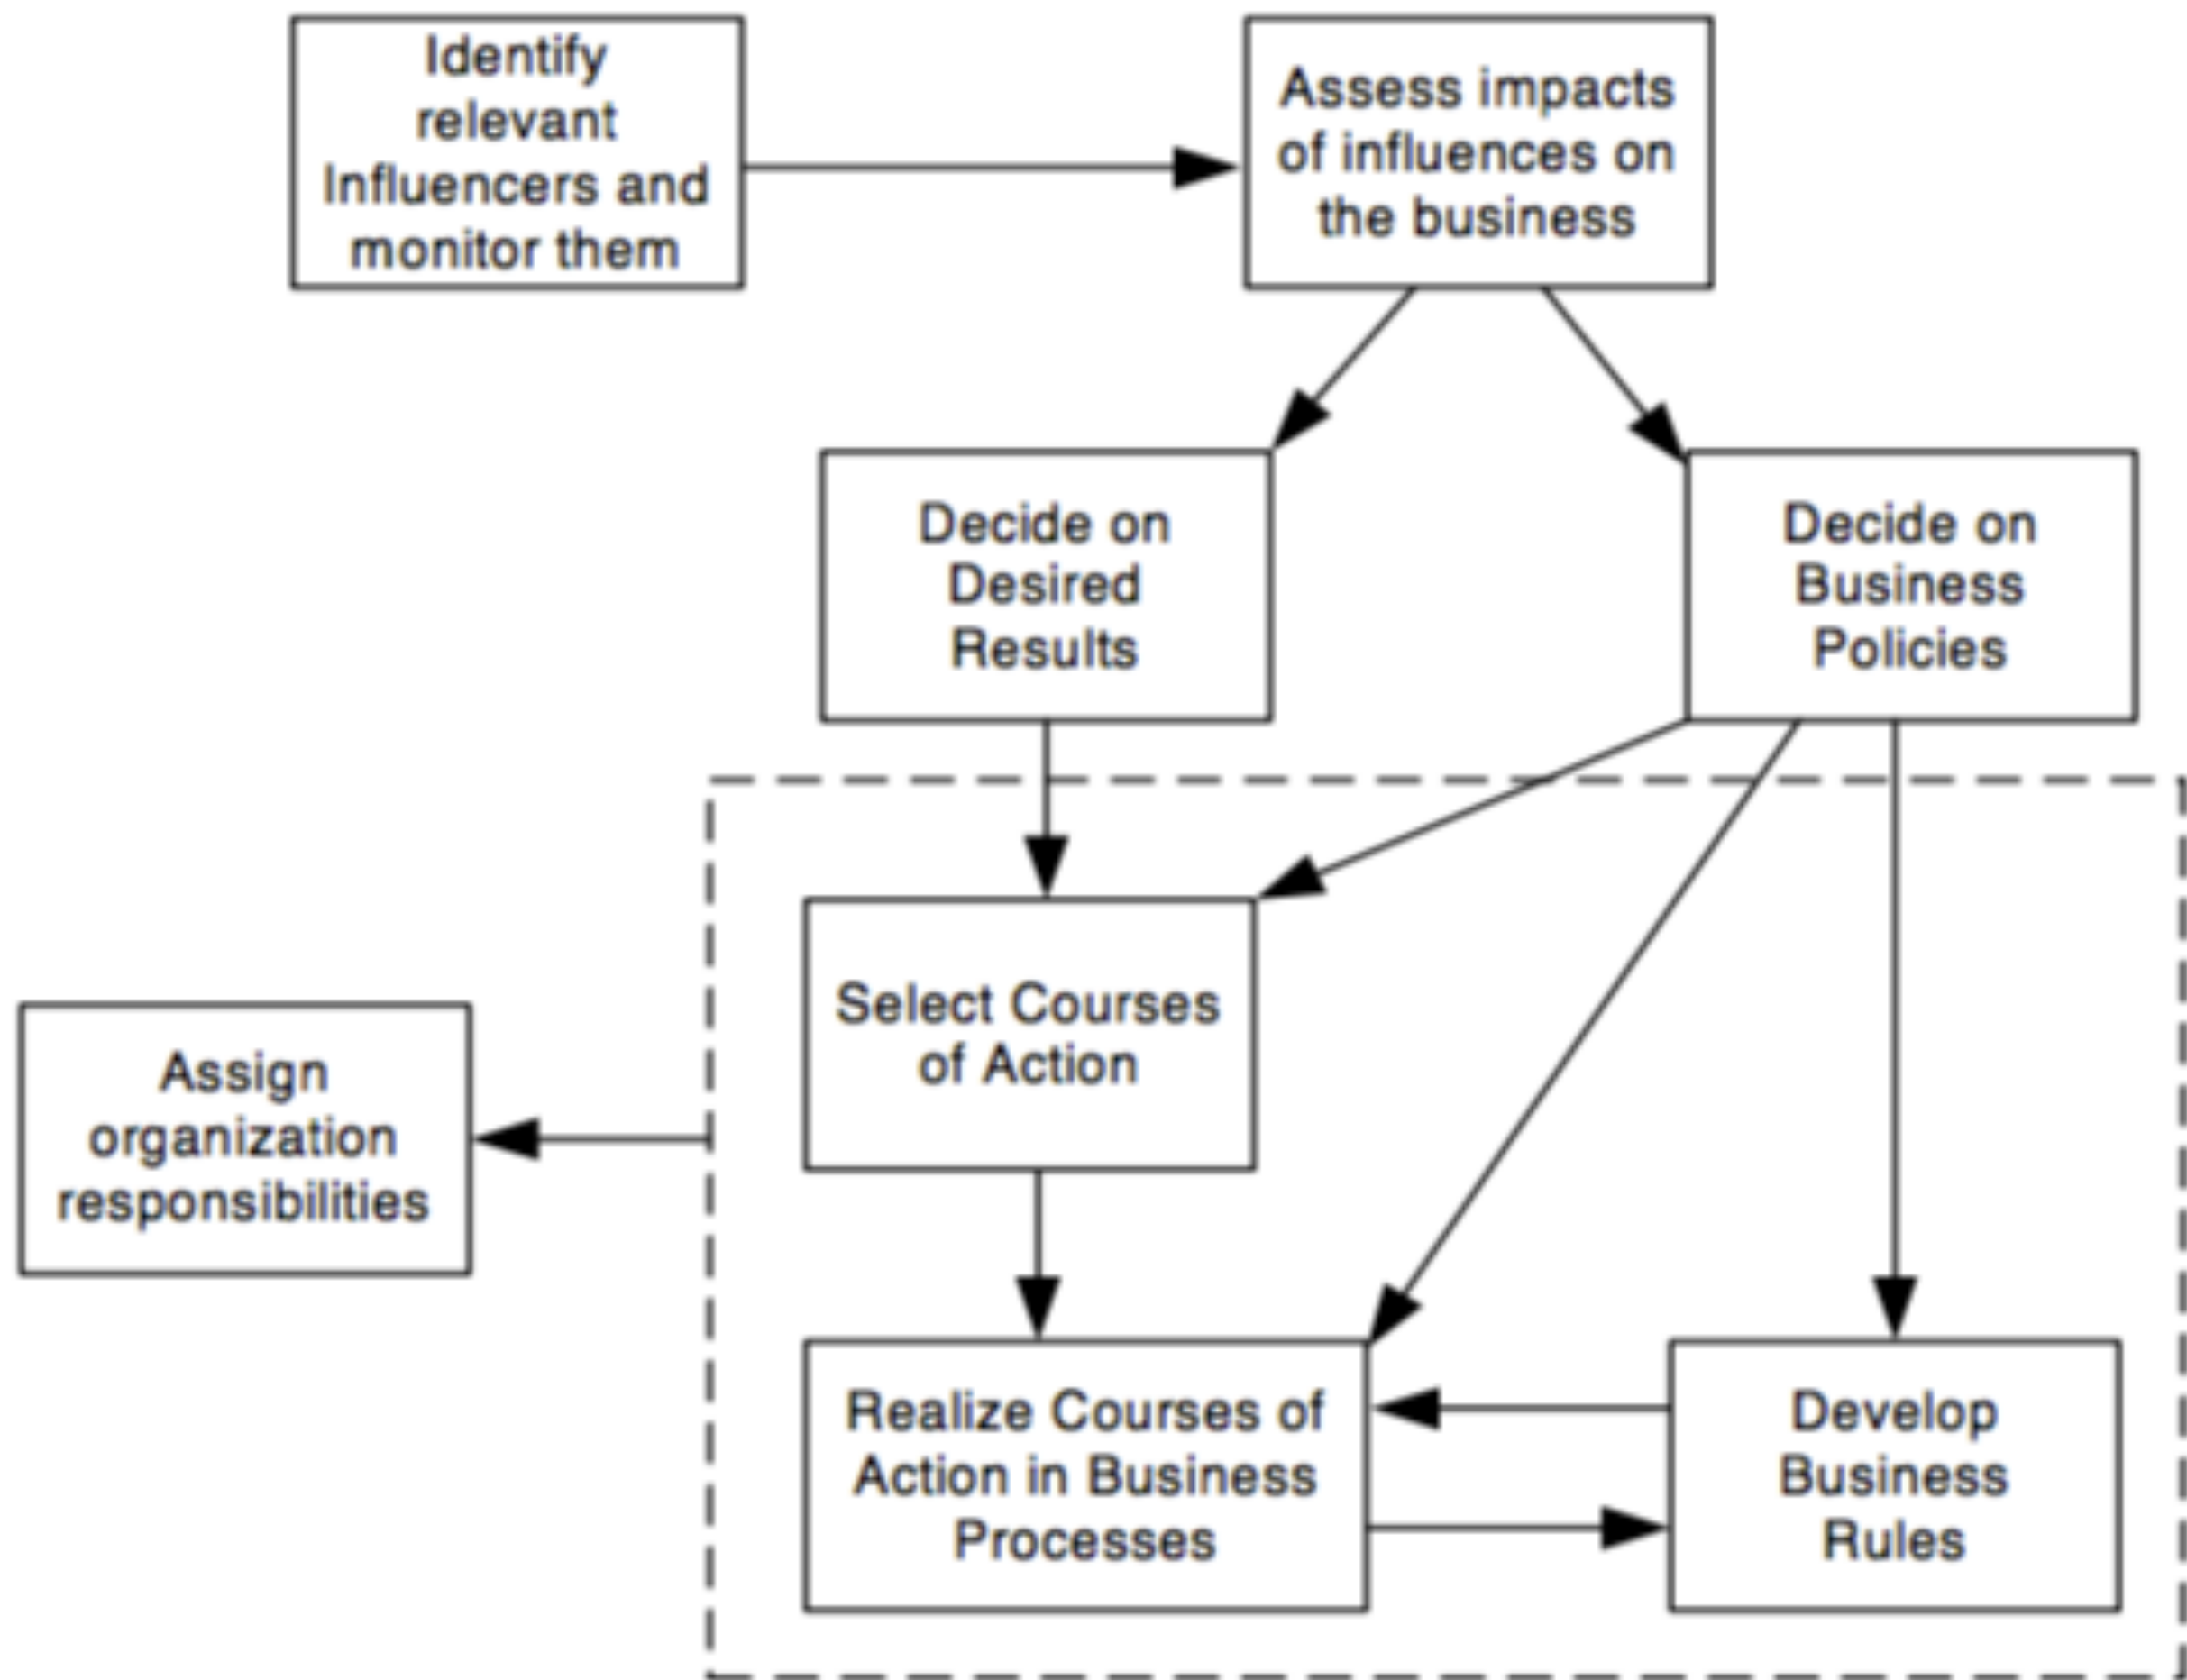 Identify
relevant
Influencers and
monitor them
Assess impacts
of influences on
the business
Decide on
Desired
Results
Decide on
Business
Policies
Select Courses
of Action
Assign
organization
responsibilities
Realize Courses of
Action in Business
Processes
Develop
Business
Rules